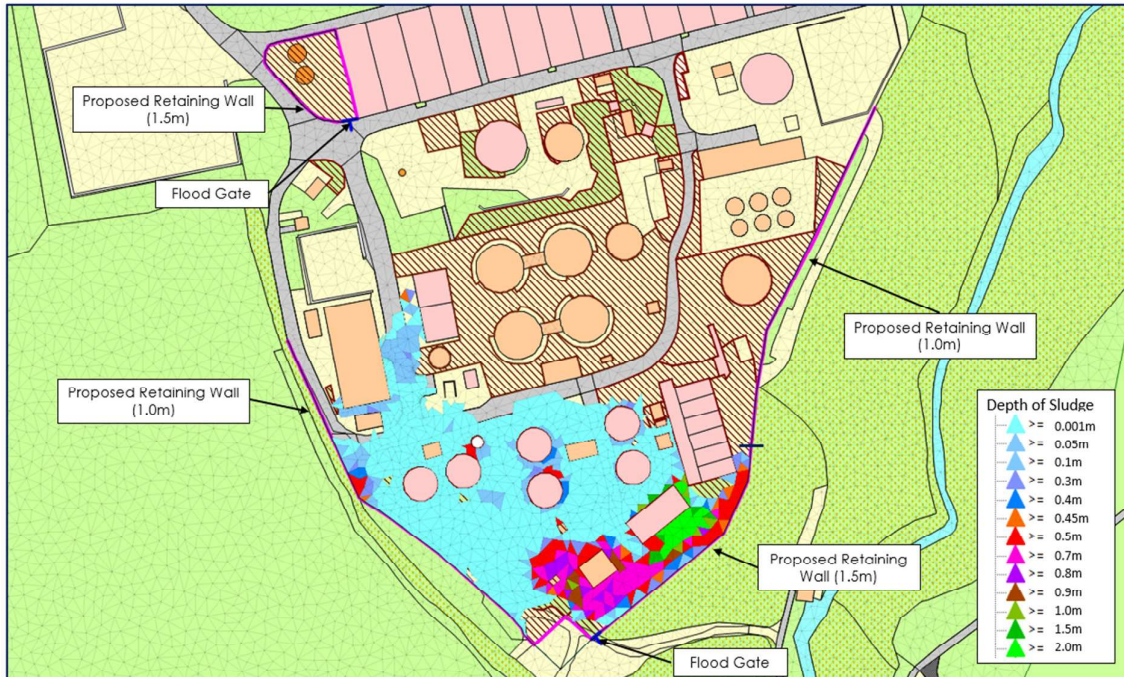 Proposed Retaining Wall
(1.5m)
Flood Gate
Proposed Retaining Wall
(1.0m)
Proposed Retaining Wall
(1.0m)
Proposed Retaining
Wall (1.5m)
Flood Gate
Depth of Sludge
>= 0.001m
>= 0.05m
>= 0.1m
>= 0.3m
>= 0.4m
>= 0.45m
>= 0.5m
>= 0.7m
>= 0.8m
>= 0.9m
>= 1.0m
>= 1.5m
>= 2.0m